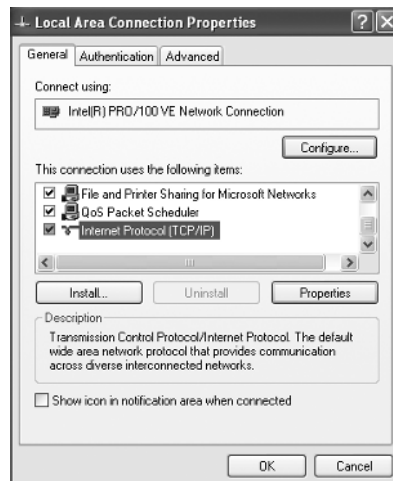 Local Area Connection Properties
General Authentication Advanced
Connect using:
Intel(R) PRO/100 VE Network Connection
Configure...
This connection uses the following items:
File and Printer Sharing for Microsoft Networks
QoS Packet Scheduler
Internet Protocol (TCP/IP)
Install... Uninstall Properties
Description
Transmission Control Protocol/Internet Protocol. The default
wide area network protocol that provides communication
across diverse interconnected networks.
Show icon in notification area when connected
OK Cancel